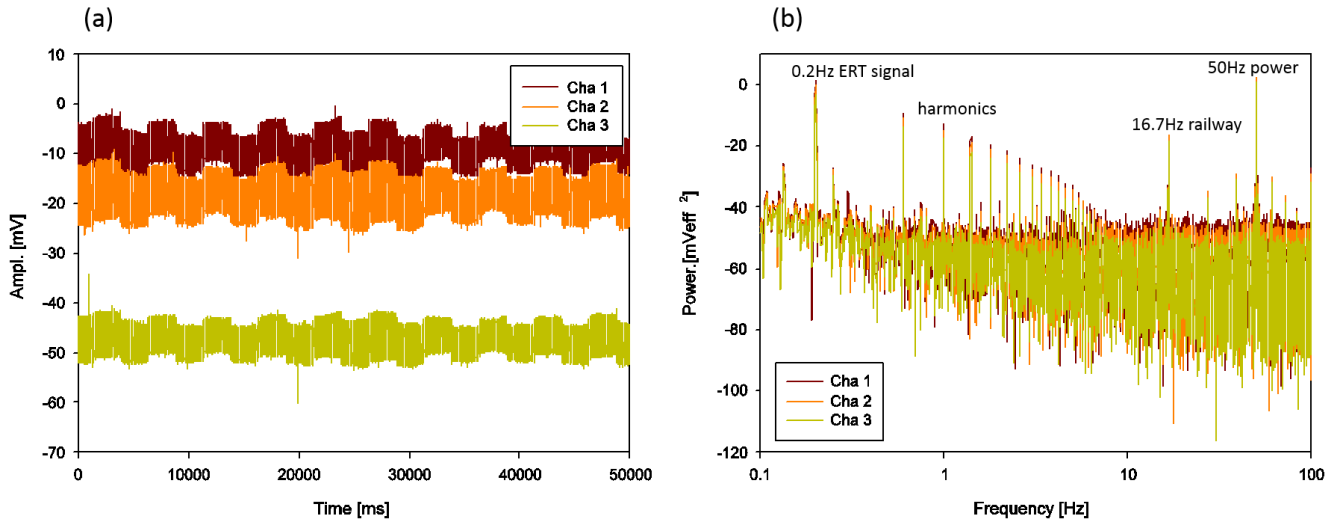 (a)
10
0
-10
-20
-30
-40
-50
-60
-70
Ampl. [mV]
0
10000
20000
30000
40000
50000
Time [ms]
Cha 1
Cha 2
Cha 3
(b)
0
-20
-40
-60
-80
-100
-120
Power.[mVeff ²]
0.1
1
10
100
Frequency [Hz]
0.2Hz ERT signal
harmonics
16.7Hz railway
50Hz power
Cha 1
Cha 2
Cha 3